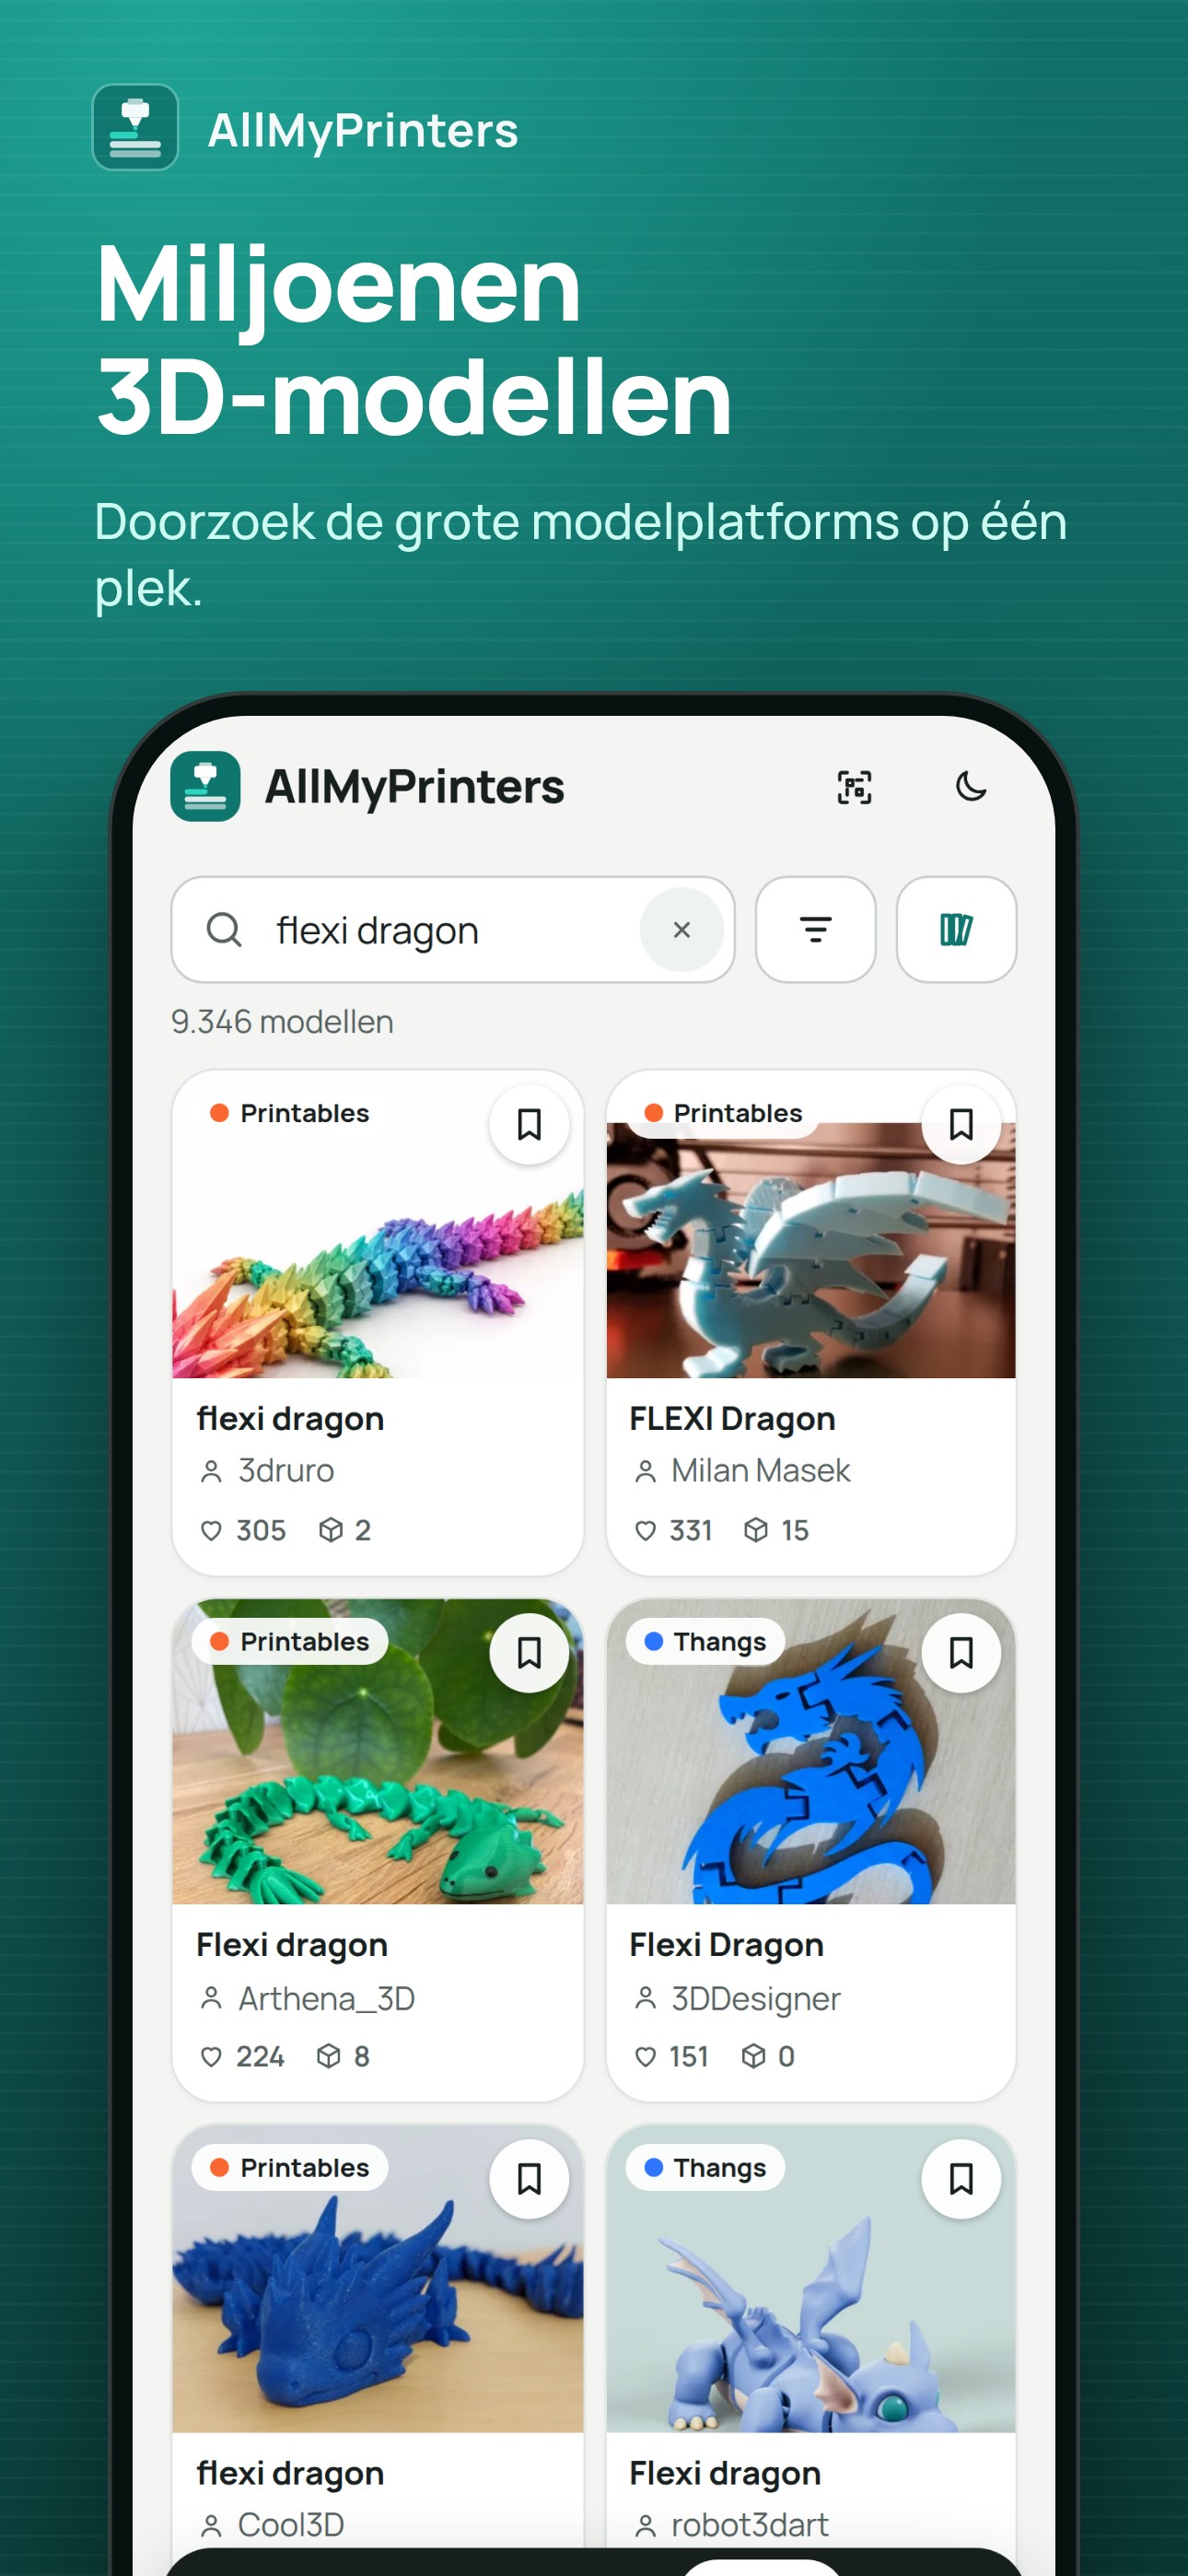 AllMyPrinters
Miljoenen
3D-modellen
Doorzoek de grote modelplatforms op één
plek.
AllMyPrinters
flexi dragon
9.346 modellen
Printables
Printables
flexi dragon
FLEXI Dragon
3druro
Milan Masek
305 2
331 15
Printables
Thangs
Flexi dragon
Flexi Dragon
Arthena_3D
3DDesigner
224 8
151 0
Printables
Thangs
flexi dragon
Flexi dragon
Cool3D
robot3dart